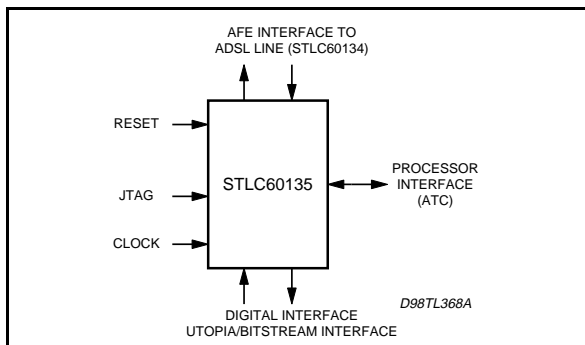 AFE INTERFACE TO
ADSL LINE (STLC60134)
RESET
STLC60135
PROCESSOR
INTERFACE
(ATC)
JTAG
CLOCK
D98TL368A
DIGITAL INTERFACE
UTOPIA/BITSTREAM INTERFACE